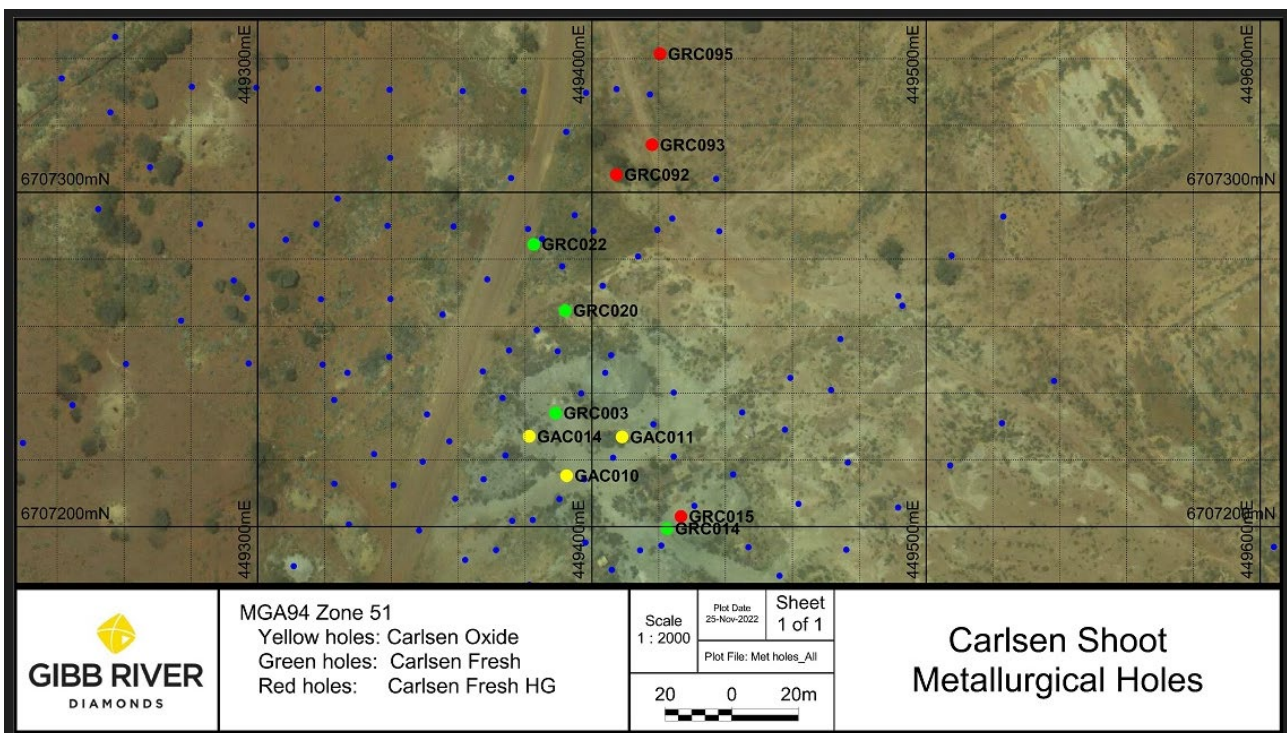 449300mE
449400mE
449500mE
449600mE
GRC095
GRC093
GRC092
6707300mN
6707300mN
GRC022
GRC020
GRC003
GAC014
GAC011
GAC010
GRC015
GRC014
6707200mN
6707200mN
449300mE
449400mE
449500mE
449600mE
GIBB RIVER
DIAMONDS
MGA94 Zone 51
Yellow holes: Carlsen Oxide
Green holes: Carlsen Fresh
Red holes: Carlsen Fresh HG
Scale
1 : 2000
Plot Date
25-Nov-2022
Sheet
1 of 1
Plot File: Met holes_All
20 0 20m
Carlsen Shoot
Metallurgical Holes